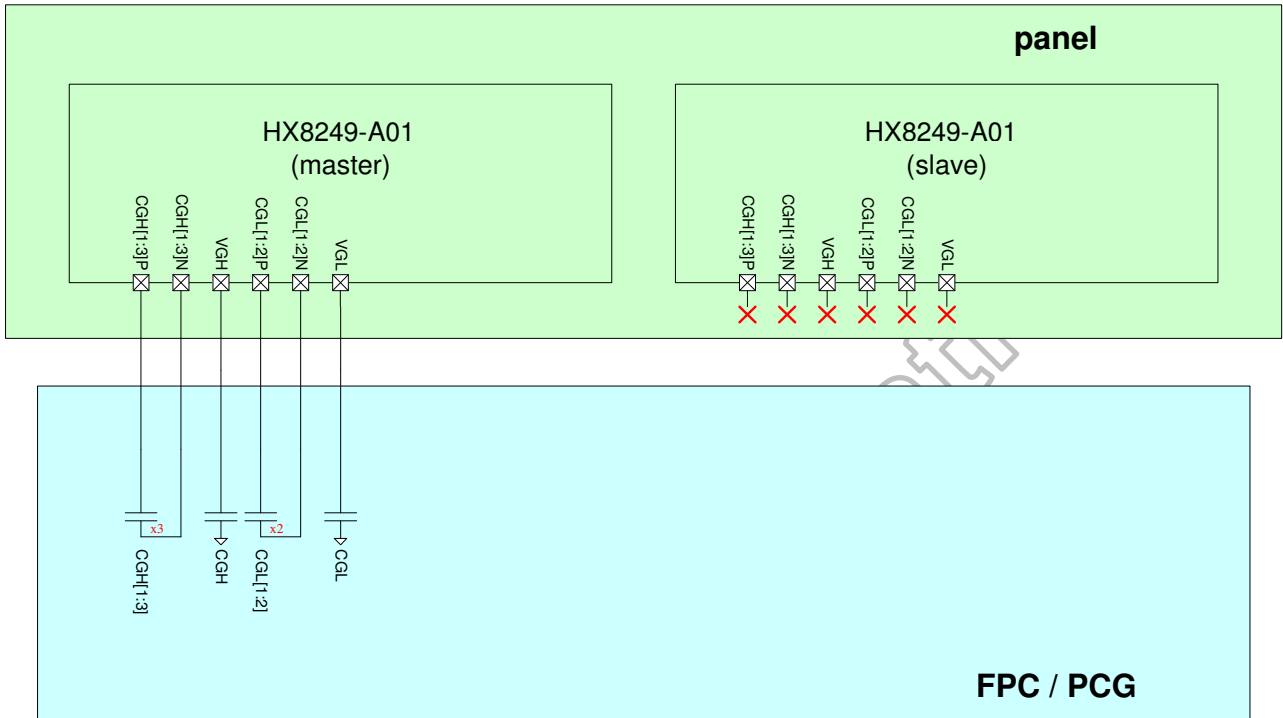 panel
HX8249-A01
(master)
HX8249-A01
(slave)
CGH[1:3]P
CGH[1:3]N
VGH
CGL[1:2]P
CGL[1:2]N
VGL
CGH[1:3]P
CGH[1:3]N
VGH
CGL[1:2]P
CGL[1:2]N
VGL
x3
x2
CGH[1:3]
CGH
CGL[1:2]
CGL
FPC / PCG